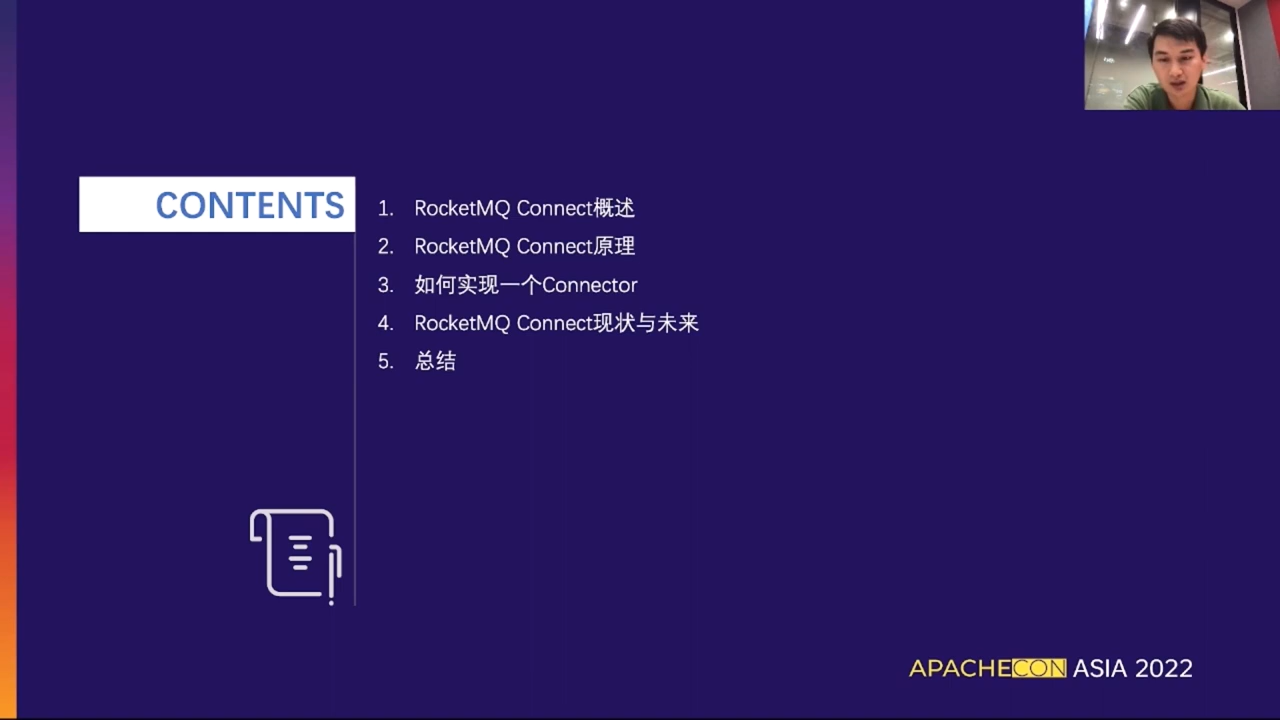 CONTENTS
1. RocketMQ Connect概述
2. RocketMQ Connect原理
3. 如何实现一个Connector
4. RocketMQ Connect现状与未来
5. 总结
APACHECON ASIA 2022